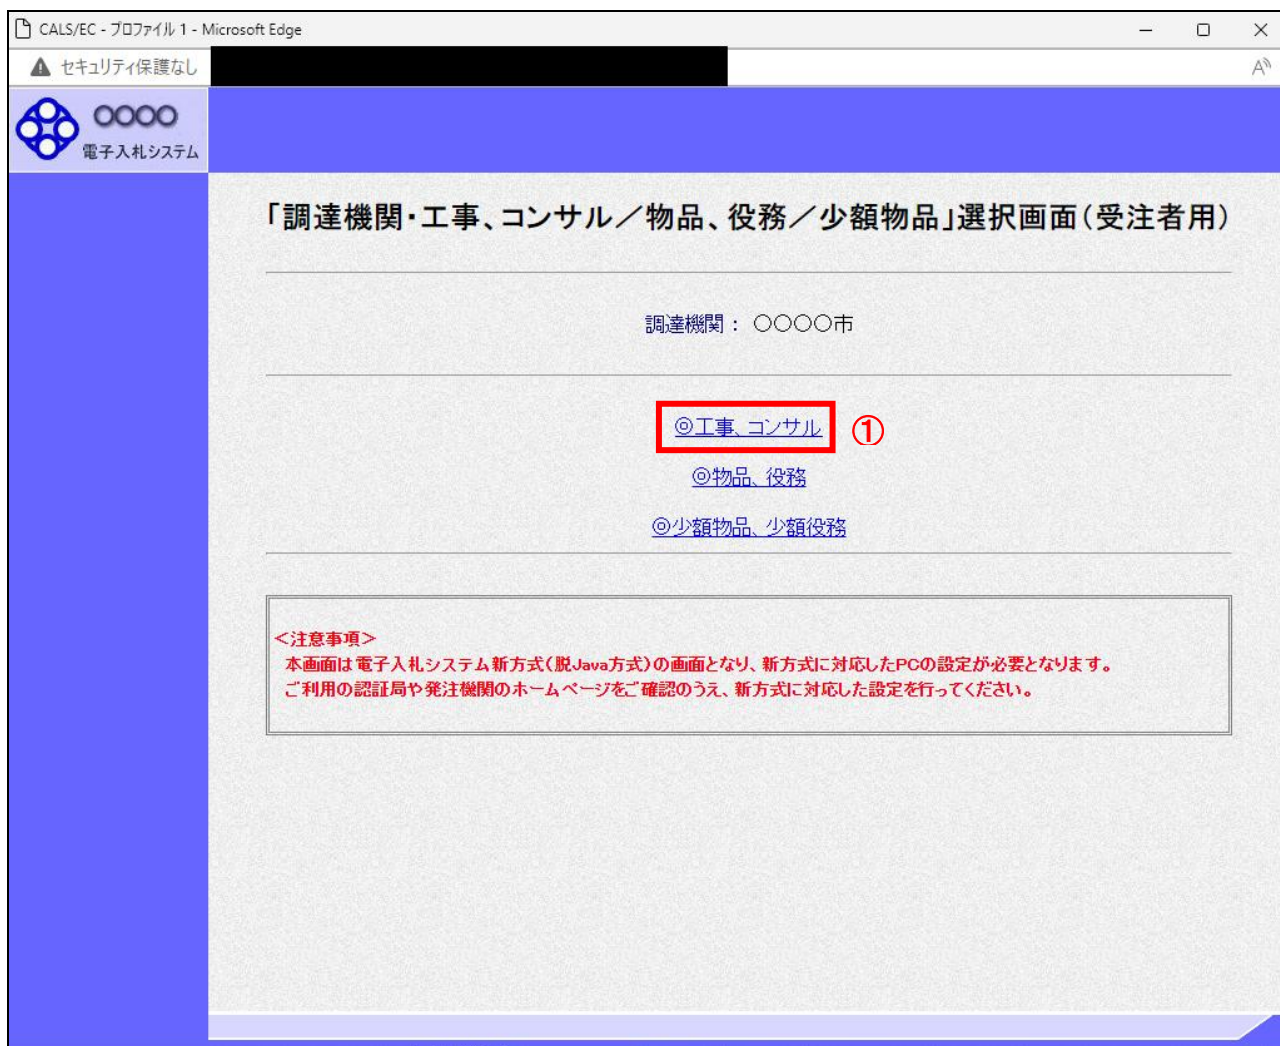 CALS/EC - プロファイル 1 - Microsoft Edge
セキュリティ保護なし
○○○○
電子入札システム
「調達機関・工事、コンサル／物品、役務／少額物品」選択画面(受注者用)
調達機関： ○○○○市
◎工事、コンサル ①
◎物品、役務
◎少額物品、少額役務
＜注意事項＞
本画面は電子入札システム新方式(脱Java方式)の画面となり、新方式に対応したPCの設定が必要となります。
ご利用の認証局や発注機関のホームページをご確認のうえ、新方式に対応した設定を行ってください。